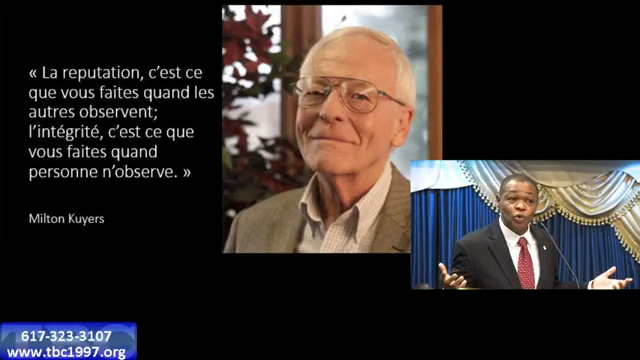 « La reputation, c’est ce
que vous faites quand les
autres observent;
l’intégrité, c’est ce que
vous faites quand
personne n’observe. »
Milton Kuyers
617-323-3107
www.tbc1997.org